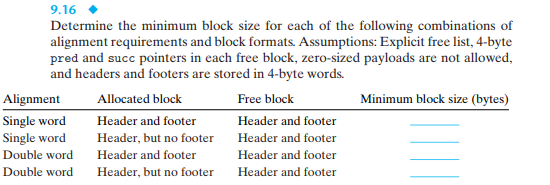 9.16 ◆
Determine the minimum block size for each of the following combinations of
alignment requirements and block formats. Assumptions: Explicit free list, 4-byte
pred and succ pointers in each free block, zero-sized payloads are not allowed,
and headers and footers are stored in 4-byte words.
Alignment Allocated block Free block Minimum block size (bytes)
Single word Header and footer Header and footer
Single word Header, but no footer Header and footer
Double word Header and footer Header and footer
Double word Header, but no footer Header and footer